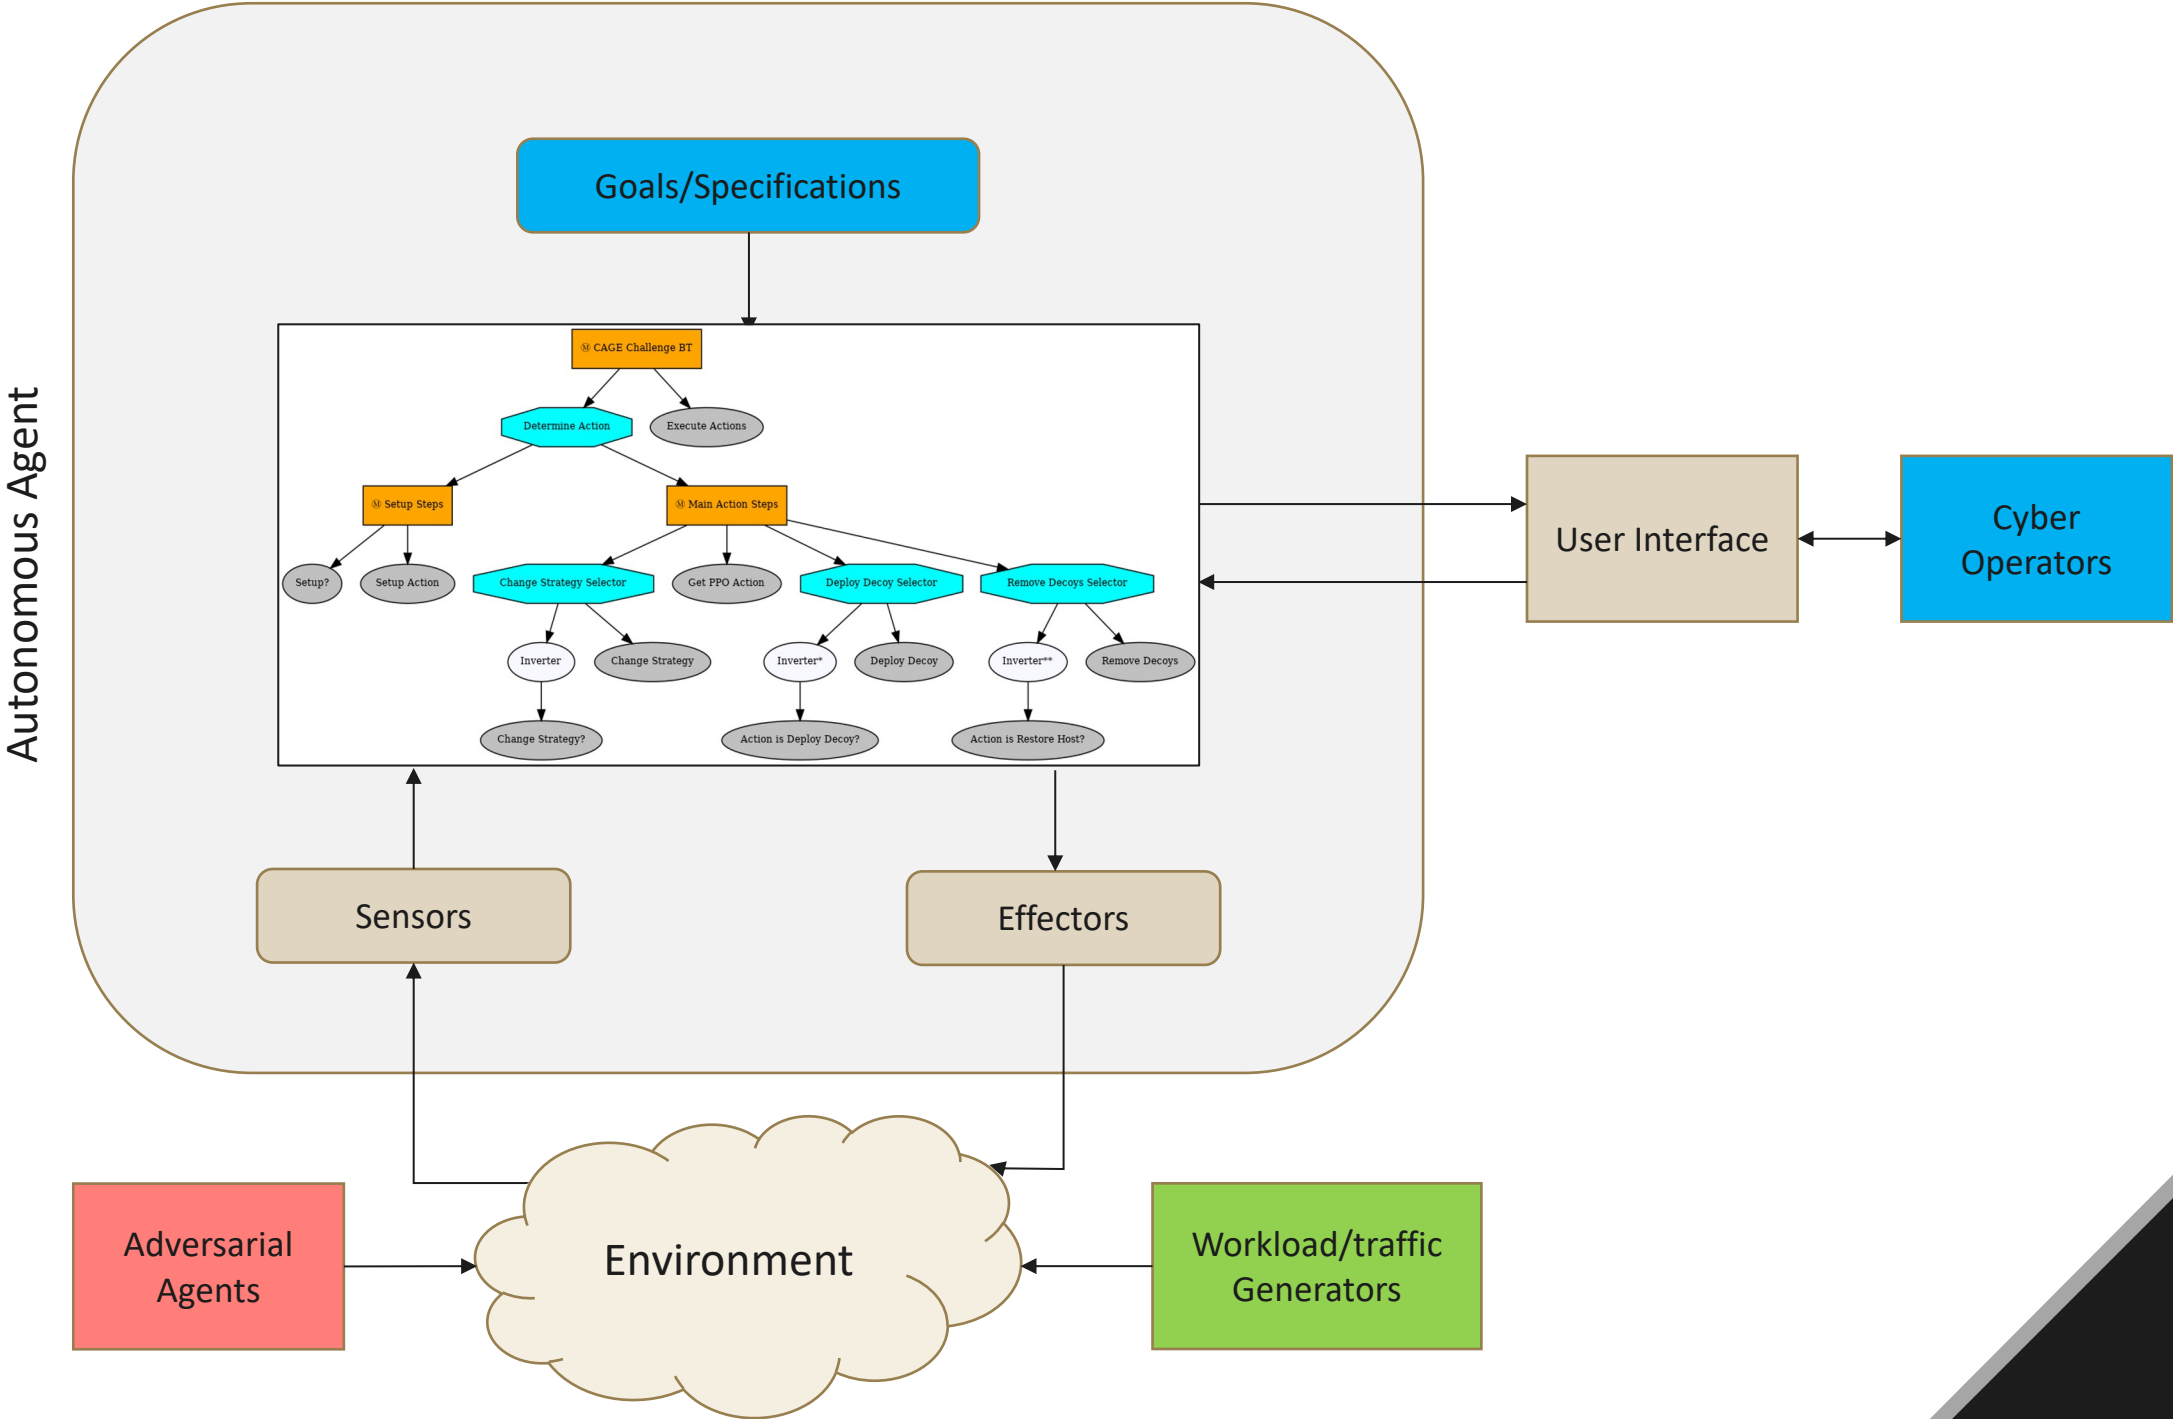 Autonomous Agent
Goals/Specifications
Ⓜ CAGE Challenge BT
Determine Action
Execute Actions
Ⓜ Setup Steps
Ⓜ Main Action Steps
Setup?
Setup Action
Change Strategy Selector
Get PPO Action
Deploy Decoy Selector
Remove Decoys Selector
Inverter
Change Strategy
Inverter*
Deploy Decoy
Inverter**
Remove Decoys
Change Strategy?
Action is Deploy Decoy?
Action is Restore Host?
User Interface
Cyber
Operators
Sensors
Effectors
Adversarial
Agents
Environment
Workload/traffic
Generators